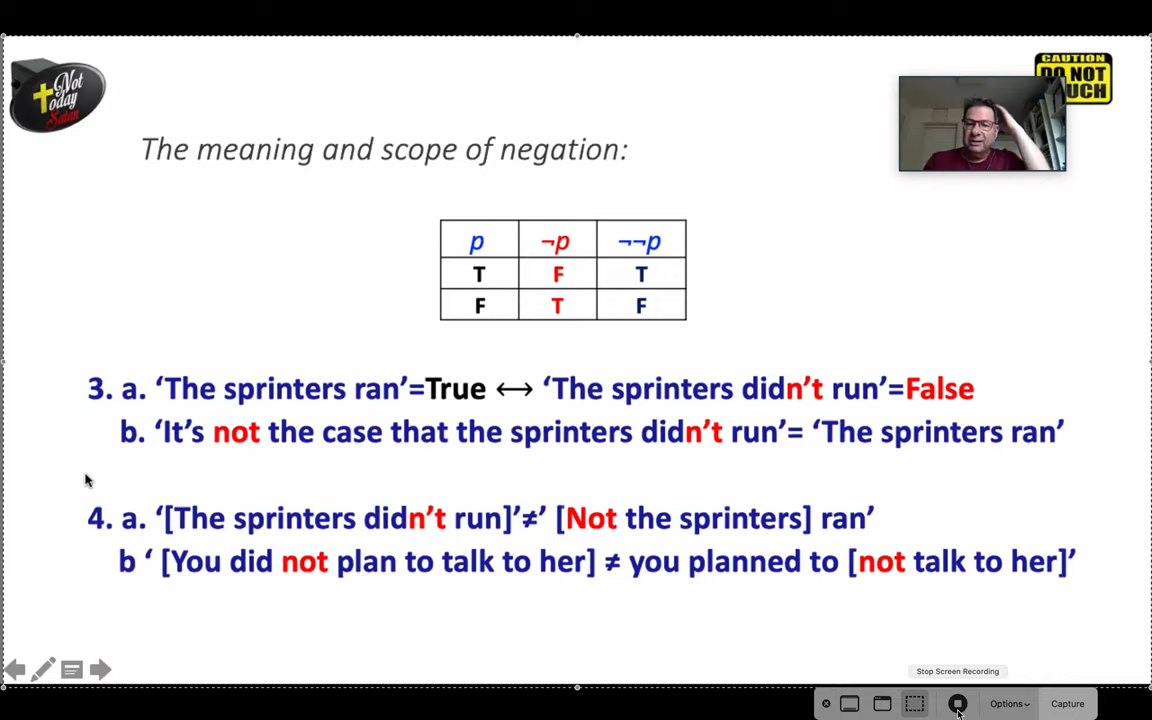 Not
Today
Satan
CAUTION
DO NOT
UCH
The meaning and scope of negation:
p ¬p ¬¬p
T F T
F T F
3. a. ‘The sprinters ran’=True ⟷ ‘The sprinters didn’t run’=False
b. ‘It’s not the case that the sprinters didn’t run’= ‘The sprinters ran’
4. a. ‘[The sprinters didn’t run]’≠’ [Not the sprinters] ran’
b ‘ [You did not plan to talk to her] ≠ you planned to [not talk to her]’
Stop Screen Recording
Options Capture